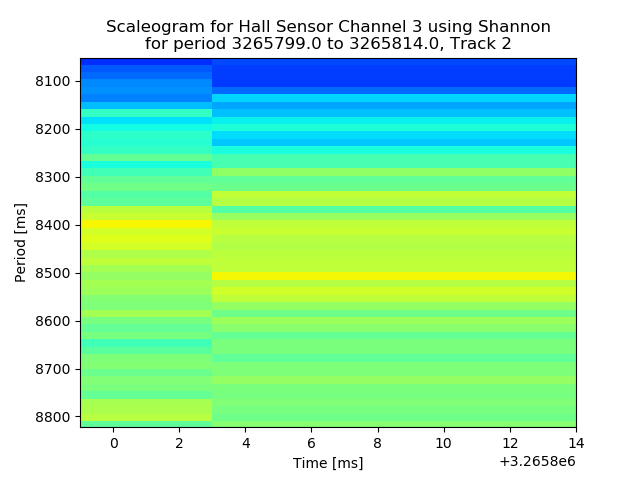 Scaleogram for Hall Sensor Channel 3 using Shannon
for period 3265799.0 to 3265814.0, Track 2
8100
8200
8300
8400
8500
8600
8700
8800
Period [ms]
0 2 4 6 8 10 12 14
Time [ms]
+3.2658e6